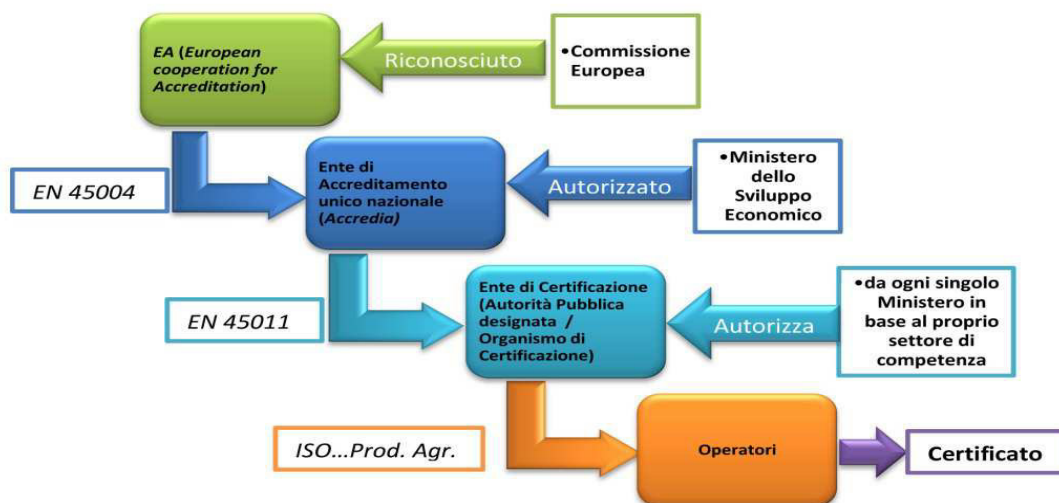 EA (European
cooperation for
Accreditation)
Riconosciuto
•Commissione
Europea
EN 45004
Ente di
Accreditamento
unico nazionale
(Accredia)
Autorizzato
•Ministero
dello
Sviluppo
Economico
EN 45011
Ente di Certificazione
(Autorità Pubblica
designata /
Organismo di
Certificazione)
Autorizza
•da ogni singolo
Ministero in
base al proprio
settore di
competenza
ISO...Prod. Agr.
Operatori
Certificato